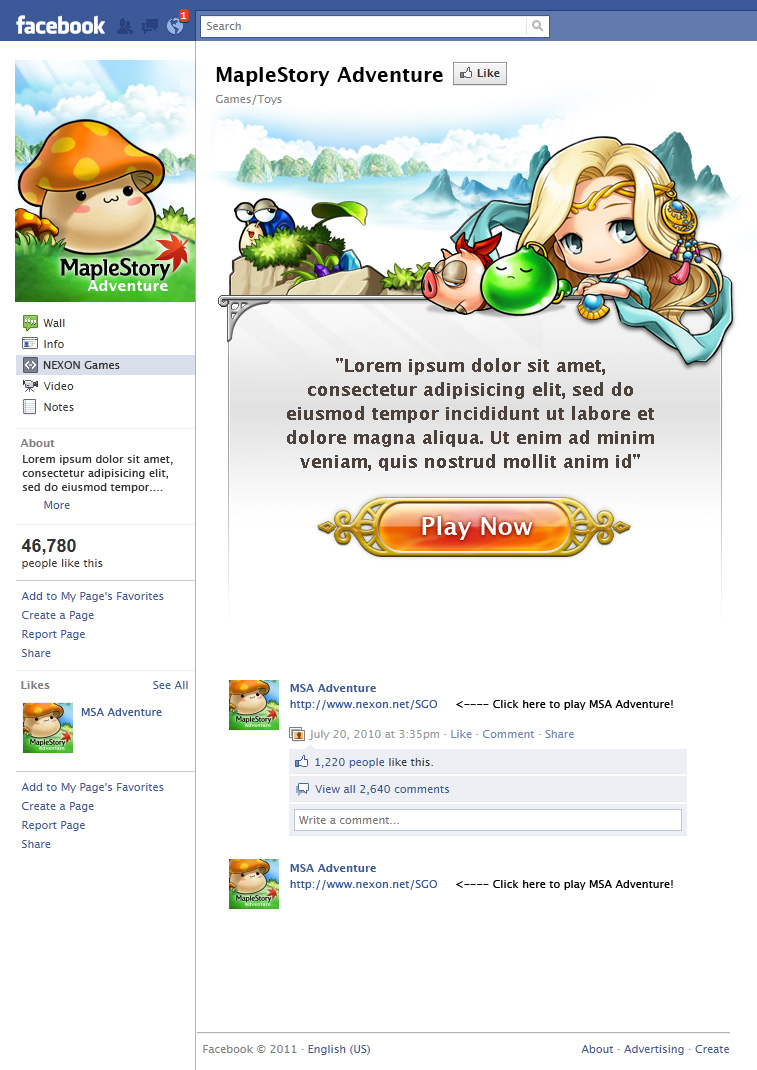 facebook
1
Search
MapleStory
Adventure
Wall
Info
NEXON Games
Video
Notes
About
Lorem ipsum dolor sit amet,
consectetur adipisicing elit,
sed do eiusmod tempor....
More
46,780
people like this
Add to My Page's Favorites
Create a Page
Report Page
Share
Likes
See All
MapleStory
Adventure
MSA Adventure
Add to My Page's Favorites
Create a Page
Report Page
Share
MapleStory Adventure
Like
Games/Toys
"Lorem ipsum dolor sit amet,
consectetur adipisicing elit, sed do
eiusmod tempor incididunt ut labore et
dolore magna aliqua. Ut enim ad minim
veniam, quis nostrud mollit anim id"
Play Now
MapleStory
Adventure
MSA Adventure
http://www.nexon.net/SGO <---- Click here to play MSA Adventure!
July 20, 2010 at 3:35pm · Like · Comment · Share
1,220 people like this.
View all 2,640 comments
Write a comment...
MapleStory
Adventure
MSA Adventure
http://www.nexon.net/SGO <---- Click here to play MSA Adventure!
Facebook © 2011 · English (US)
About · Advertising · Create